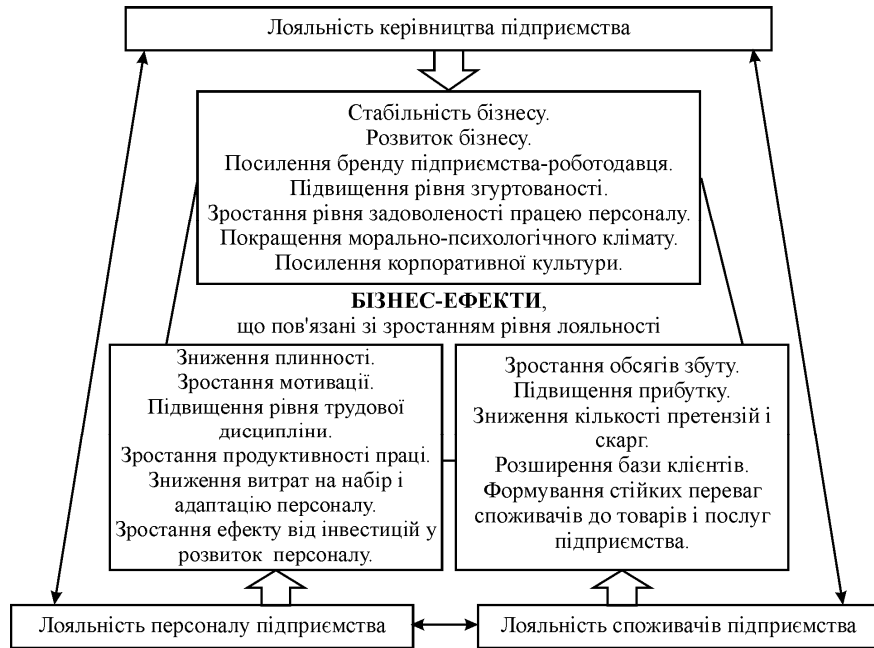 Лояльність керівництва підприємства
Стабільність бізнесу.
Розвиток бізнесу.
Посилення бренду підприємства-роботодавця.
Підвищення рівня згуртованості.
Зростання рівня задоволеності працею персоналу.
Покращення морально-психологічного клімату.
Посилення корпоративної культури.
БІЗНЕС-ЕФЕКТИ,
що пов'язані зі зростанням рівня лояльності
Зниження плинності.
Зростання мотивації.
Підвищення рівня трудової
дисципліни.
Зростання продуктивності праці.
Зниження витрат на набір і
адаптацію персоналу.
Зростання ефекту від інвестицій у
розвиток персоналу.
Зростання обсягів збуту.
Підвищення прибутку.
Зниження кількості претензій і
скарг.
Розширення бази клієнтів.
Формування стійких переваг
споживачів до товарів і послуг
підприємства.
Лояльність персоналу підприємства
Лояльність споживачів підприємства